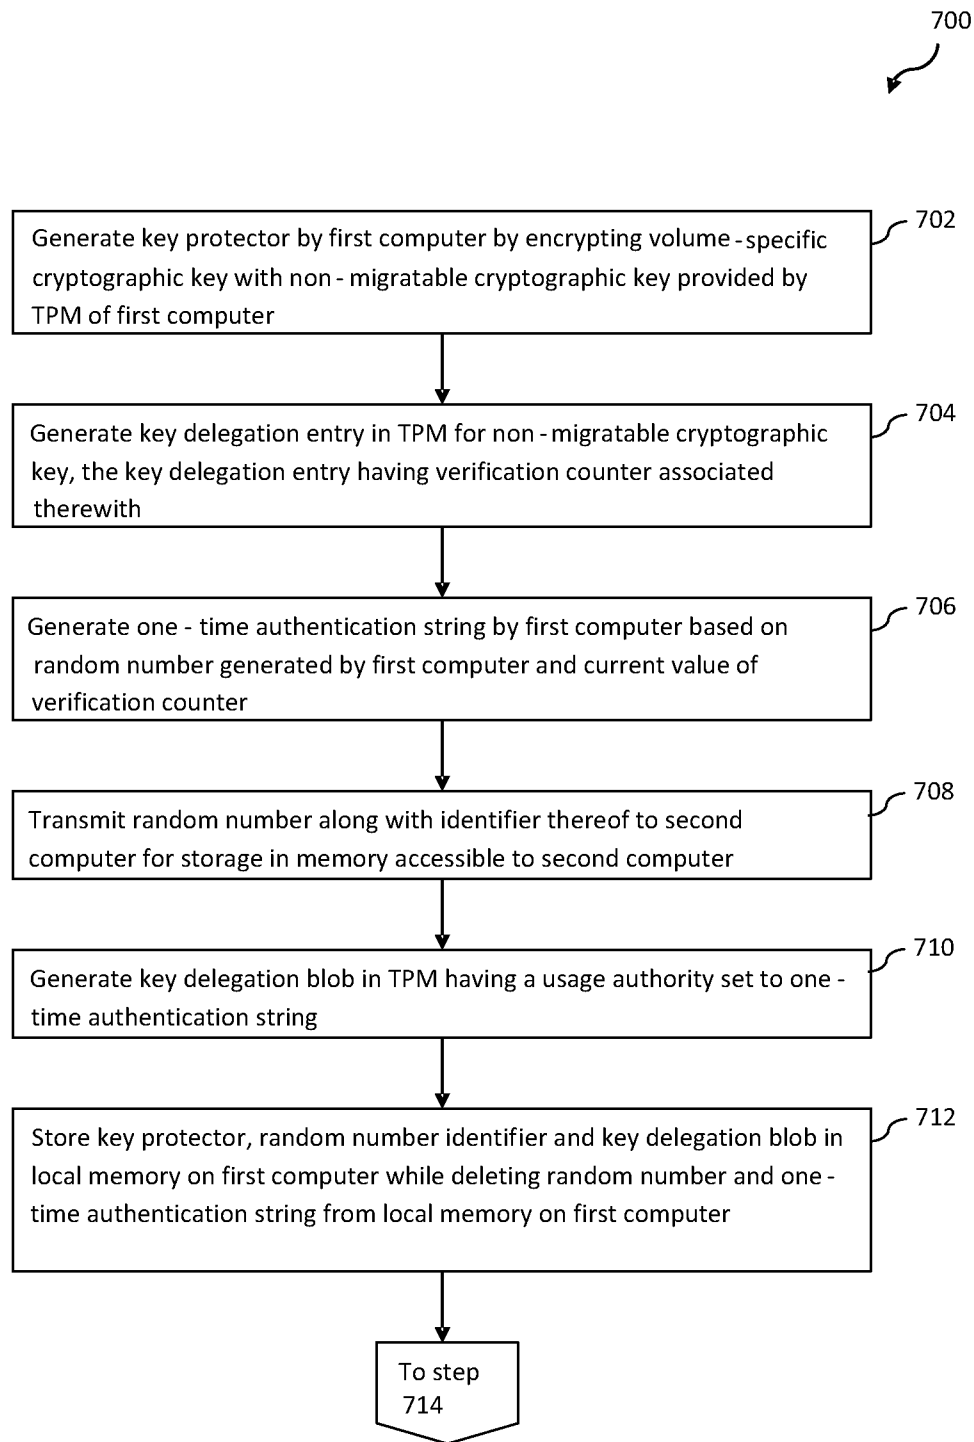 700
702
Generate key protector by first computer by encrypting volume - specific
cryptographic key with non - migratable cryptographic key provided by
TPM of first computer
704
Generate key delegation entry in TPM for non - migratable cryptographic
key, the key delegation entry having verification counter associated
therewith
706
Generate one - time authentication string by first computer based on
random number generated by first computer and current value of
verification counter
708
Transmit random number along with identifier thereof to second
computer for storage in memory accessible to second computer
710
Generate key delegation blob in TPM having a usage authority set to one -
time authentication string
712
Store key protector, random number identifier and key delegation blob in
local memory on first computer while deleting random number and one -
time authentication string from local memory on first computer
To step
714